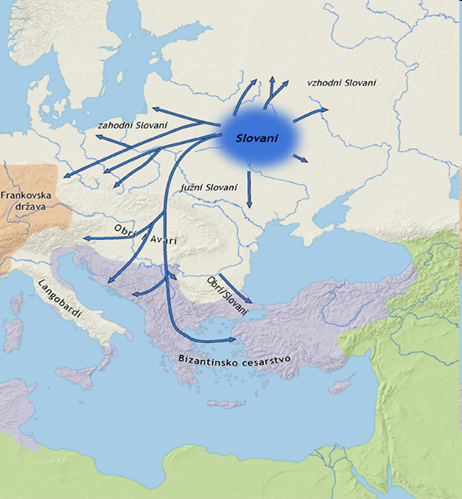 vzhodni Slovani
zahodni Slovani
Slovani
južni Slovani
Frankovska
država
Obri / Avari
Obri/Slovani
Langobardi
Bizantinsko cesarstvo